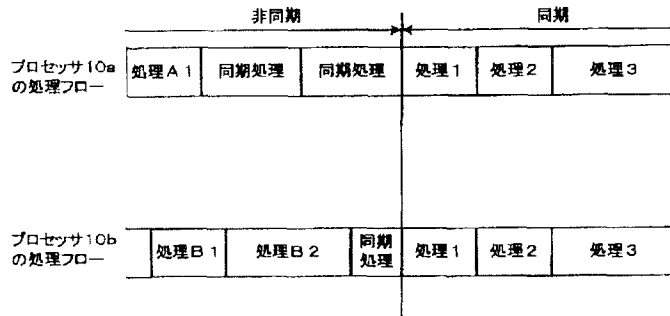 非同期
同期
プロセッサ10a
の処理フロー
処理A1
同期処理
同期処理
処理1
処理2
処理3
プロセッサ10b
の処理フロー
処理B1
処理B2
同期
処理
処理1
処理2
処理3